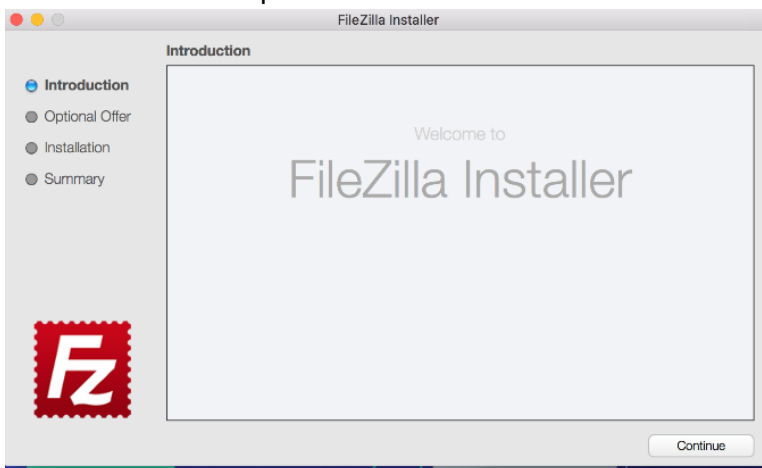 FileZilla Installer
Introduction
Introduction
Optional Offer
Installation
Summary
Welcome to
FileZilla Installer
Fz
Continue